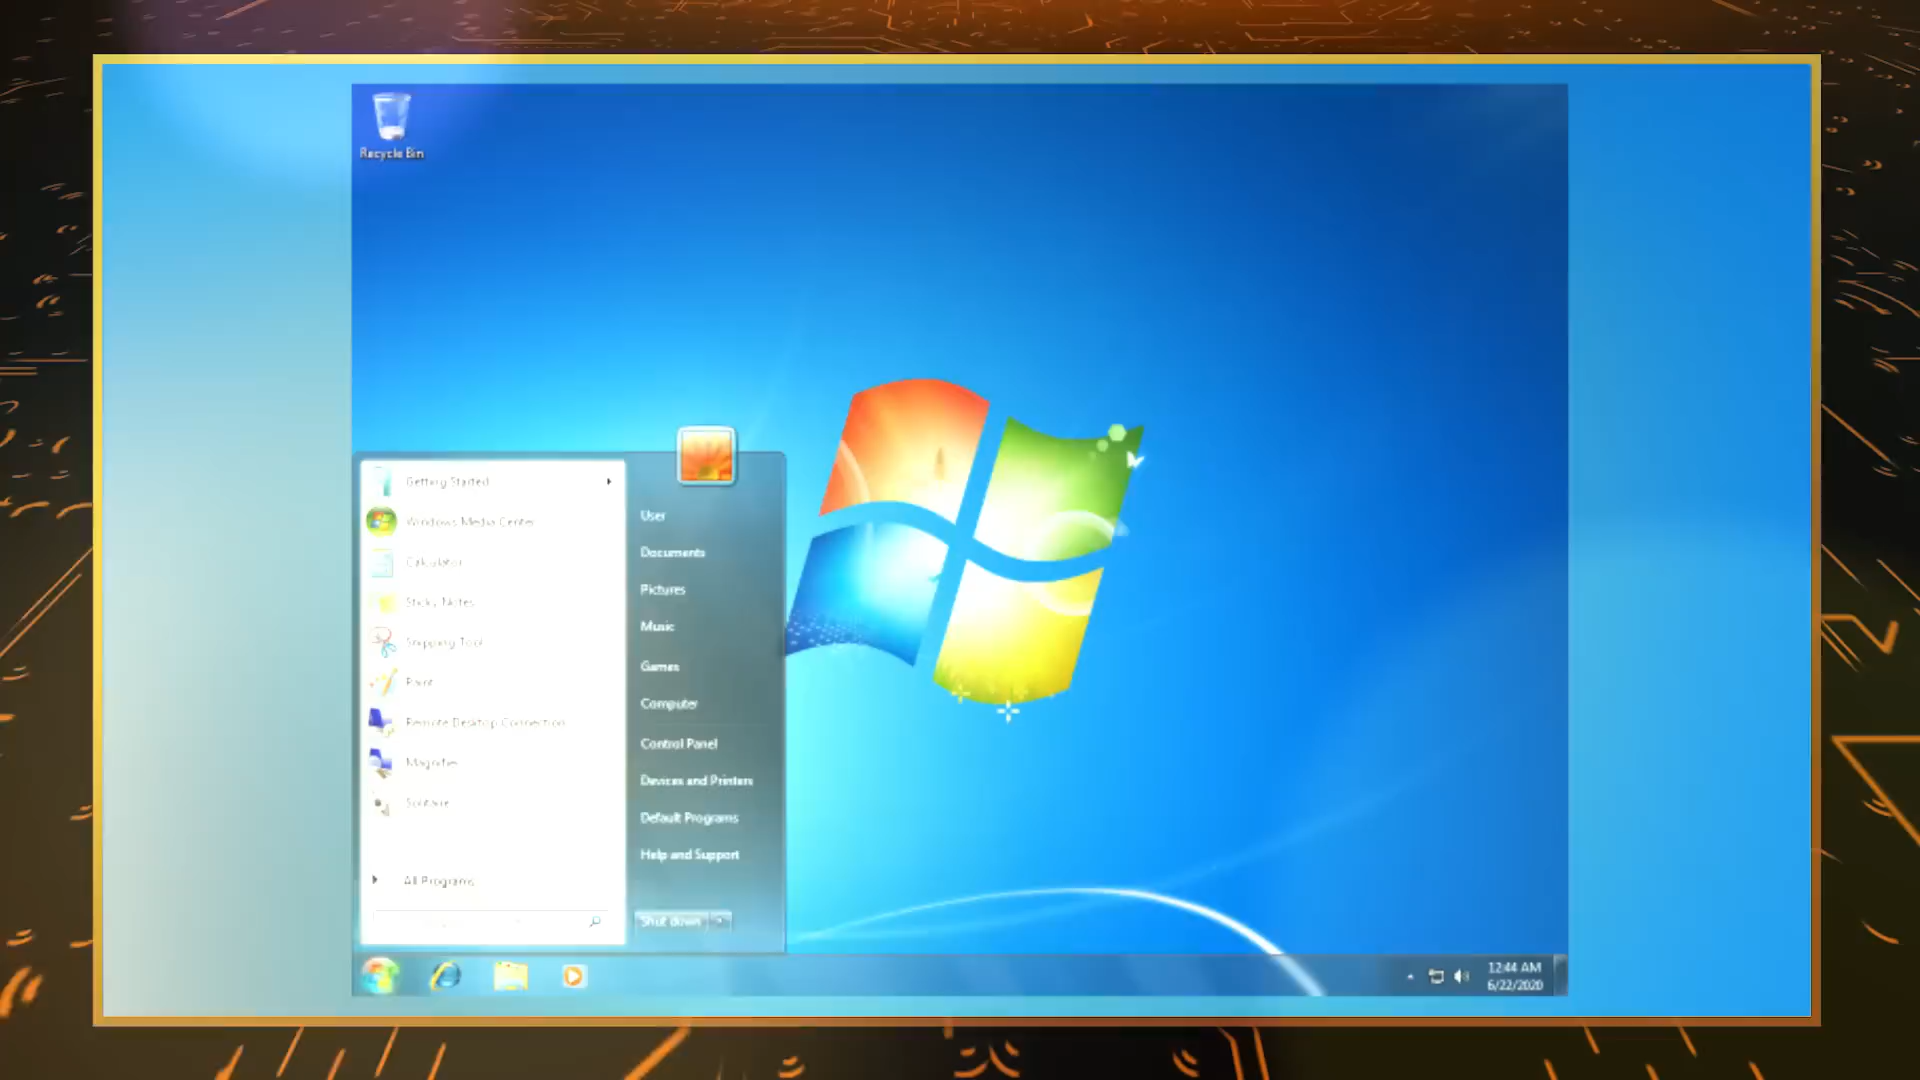 Recycle Bin
Getting Started
Windows Media Center
Calculator
Sticky Notes
Snipping Tool
Paint
Remote Desktop Connection
Magnifier
Solitaire
All Programs
User
Documents
Pictures
Music
Games
Computer
Control Panel
Devices and Printers
Default Programs
Help and Support
Shut down
12:44 AM
6/22/2020